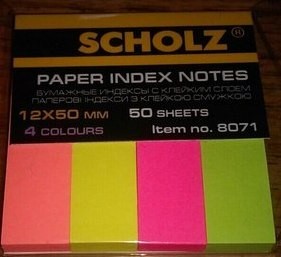 SCHOLZ®
PAPER INDEX NOTES
БУМАЖНЫЕ ИНДЕКСЫ С КЛЕЙКИМ СЛОЕМ
ПАПЕРОВІ ІНДЕКСИ З КЛЕЙКОЮ СМУЖКОЮ
12X50 MM 50 SHEETS
4 COLOURS Item no. 8071